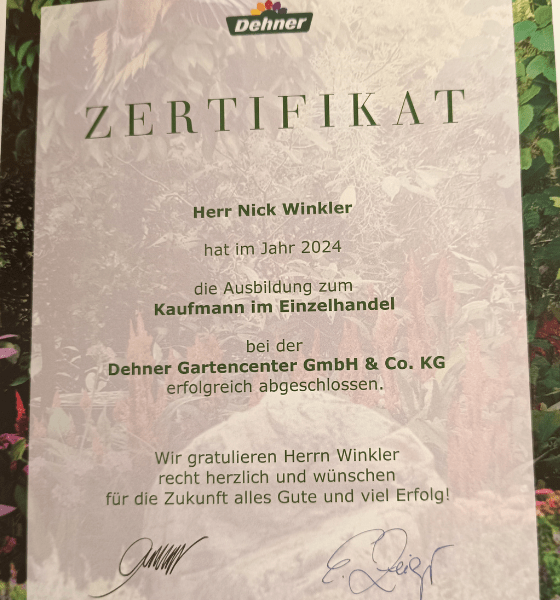 Dehner
ZERTIFIKAT
Herr Nick Winkler
hat im Jahr 2024
die Ausbildung zum
Kaufmann im Einzelhandel
bei der
Dehner Gartencenter GmbH & Co. KG
erfolgreich abgeschlossen.
Wir gratulieren Herrn Winkler
recht herzlich und wünschen
für die Zukunft alles Gute und viel Erfolg!